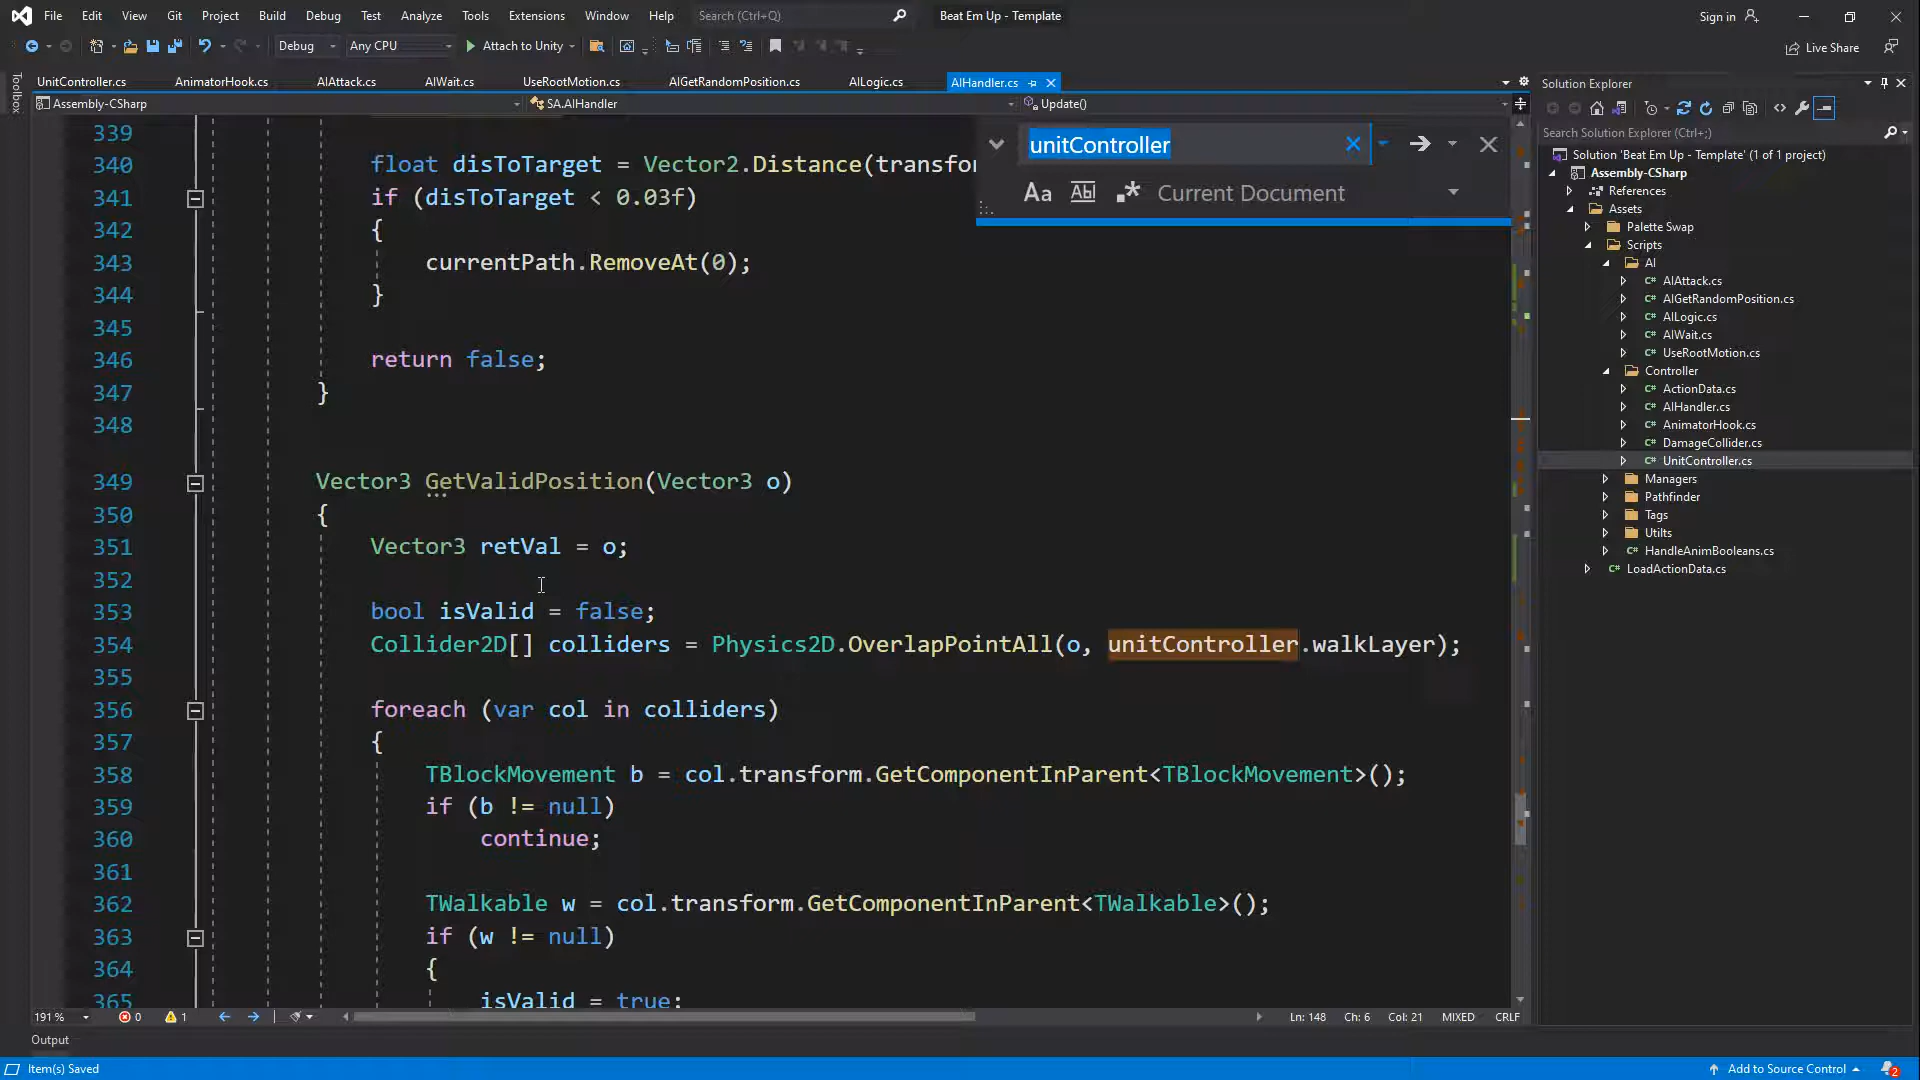 File Edit View Git Project Build Debug Test Analyze Tools Extensions Window Help Search (Ctrl+Q) Beat Em Up - Template Sign in
Debug Any CPU Attach to Unity Live Share
Toolbox
UnitController.cs AnimatorHook.cs AIAttack.cs AIWait.cs UseRootMotion.cs AIGetRandomPosition.cs AILogic.cs AIHandler.cs
Assembly-CSharp SA.AIHandler Update()
unitController
Aa Abl .* Current Document
339
340 float disToTarget = Vector2.Distance(transfo
341 if (disToTarget < 0.03f)
342 {
343 currentPath.RemoveAt(0);
344 }
345
346 return false;
347 }
348
349 Vector3 GetValidPosition(Vector3 o)
350 {
351 Vector3 retVal = o;
352
353 bool isValid = false;
354 Collider2D[] colliders = Physics2D.OverlapPointAll(o, unitController.walkLayer);
355
356 foreach (var col in colliders)
357 {
358 TBlockMovement b = col.transform.GetComponentInParent<TBlockMovement>();
359 if (b != null)
360 continue;
361
362 TWalkable w = col.transform.GetComponentInParent<TWalkable>();
363 if (w != null)
364 {
365 isValid = true;
191 % 0 1 Ln: 148 Ch: 6 Col: 21 MIXED CRLF
Output
Item(s) Saved Add to Source Control 2
Solution Explorer
Search Solution Explorer (Ctrl+;)
Solution 'Beat Em Up - Template' (1 of 1 project)
Assembly-CSharp
References
Assets
Palette Swap
Scripts
AI
C# AIAttack.cs
C# AIGetRandomPosition.cs
C# AILogic.cs
C# AIWait.cs
C# UseRootMotion.cs
Controller
C# ActionData.cs
C# AIHandler.cs
C# AnimatorHook.cs
C# DamageCollider.cs
C# UnitController.cs
Managers
Pathfinder
Tags
Utilts
C# HandleAnimBooleans.cs
C# LoadActionData.cs